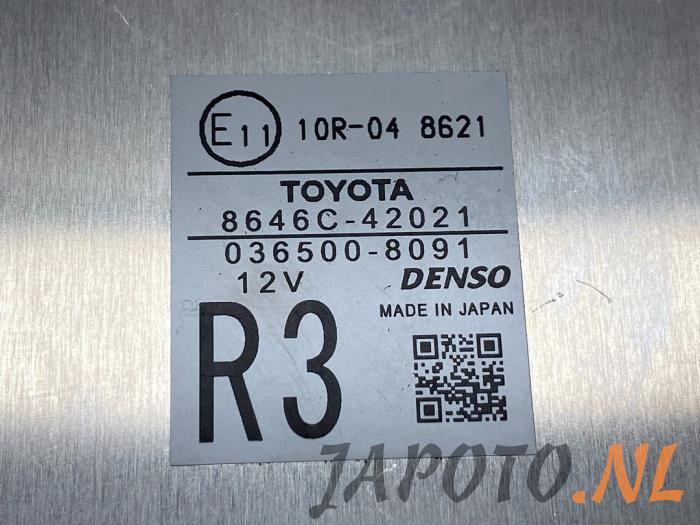 E11 10R-04 8621
TOYOTA
8646C-42021
036500-8091
12V DENSO
MADE IN JAPAN
R3
JAPOTO.NL